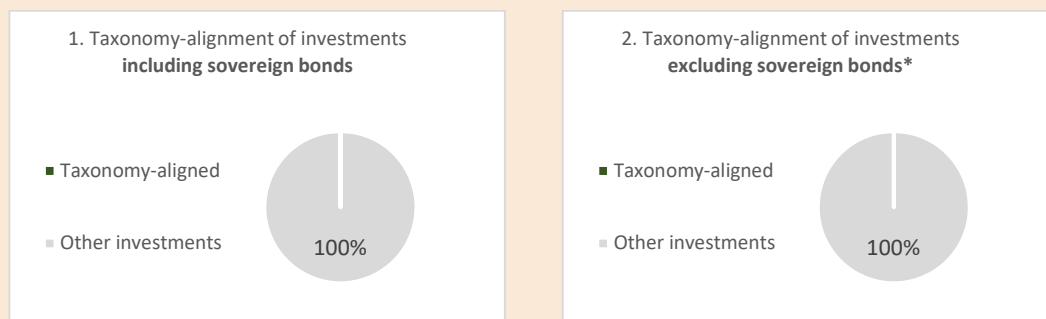 1. Taxonomy-alignment of investments
including sovereign bonds
Taxonomy-aligned
Other investments
100%
2. Taxonomy-alignment of investments
excluding sovereign bonds*
Taxonomy-aligned
Other investments
100%